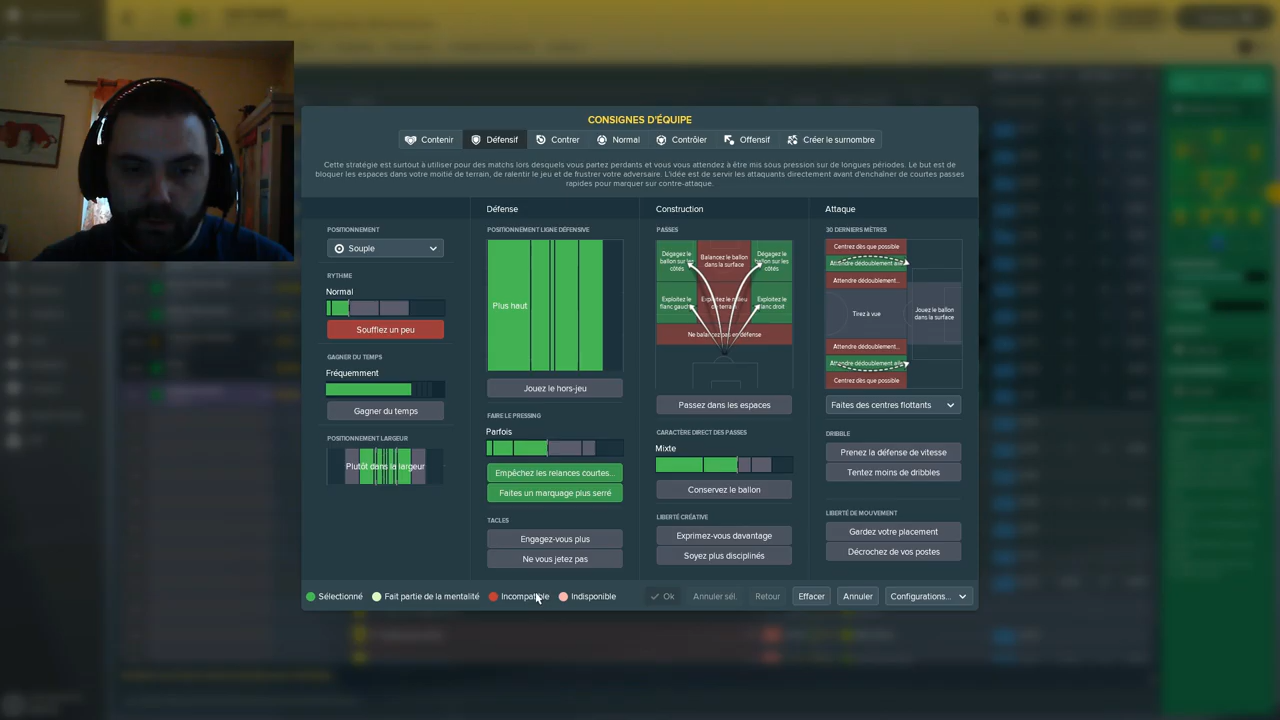 CONSIGNES D'ÉQUIPE
Contenir
Défensif
Contrer
Normal
Contrôler
Offensif
Créer le surnombre
Cette stratégie est surtout à utiliser pour des matchs lors desquels vous partez perdants et vous vous attendez à être mis sous pression sur de longues périodes. Le but est de
bloquer les espaces dans votre moitié de terrain, de ralentir le jeu et de frustrer votre adversaire. L'idée est de servir les attaquants directement avant d'enchaîner de courtes passes
rapides pour marquer sur contre-attaque.
POSITIONNEMENT
Souple
RYTHME
Normal
Soufflez un peu
GAGNER DU TEMPS
Fréquemment
Gagner du temps
POSITIONNEMENT LARGEUR
Plutôt dans la largeur
Défense
POSITIONNEMENT LIGNE DÉFENSIVE
Plus haut
Jouez le hors-jeu
FAIRE LE PRESSING
Parfois
Empêchez les relances courtes...
Faites un marquage plus serré
TACLES
Engagez-vous plus
Ne vous jetez pas
Construction
PASSES
Dégagez le
ballon sur les
côtés
Balancez le ballon
dans la surface
Dégagez le
ballon sur les
côtés
Exploitez le
flanc gauche
Exploitez le milieu
de terrain
Exploitez le
flanc droit
Ne balancez pas en défense
Passez dans les espaces
CARACTÈRE DIRECT DES PASSES
Mixte
Conservez le ballon
LIBERTÉ CRÉATIVE
Exprimez-vous davantage
Soyez plus disciplinés
Attaque
30 DERNIERS MÈTRES
Centrez dès que possible
Attendre dédoublement
Attendre dédoublement...
Tirez à vue
Jouez le ballon
dans la surface
Attendre dédoublement...
Attendre dédoublement
Centrez dès que possible
Faites des centres flottants
DRIBBLE
Prenez la défense de vitesse
Tentez moins de dribbles
LIBERTÉ DE MOUVEMENT
Gardez votre placement
Décrochez de vos postes
Sélectionné
Fait partie de la mentalité
Incompatible
Indisponible
Ok
Annuler sél.
Retour
Effacer
Annuler
Configurations...